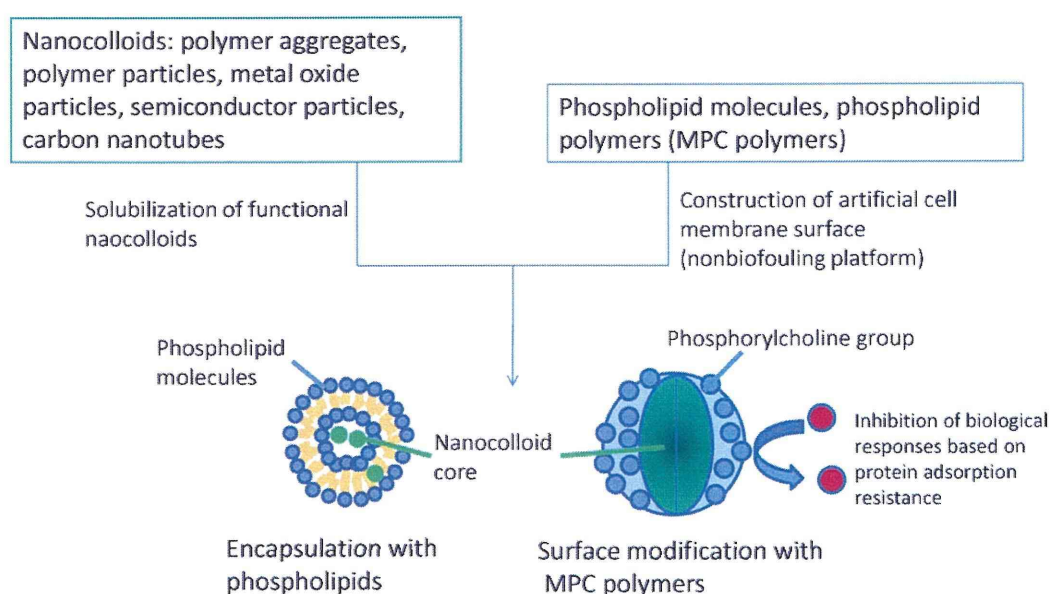 Nanocolloids: polymer aggregates,
polymer particles, metal oxide
particles, semiconductor particles,
carbon nanotubes
Phospholipid molecules, phospholipid
polymers (MPC polymers)
Solubilization of functional
naocolloids
Construction of artificial cell
membrane surface
(nonbiofouling platform)
Phospholipid
molecules
Phosphorylcholine group
Nanocolloid
core
Inhibition of biological
responses based on
protein adsorption
resistance
Encapsulation with
phospholipids
Surface modification with
MPC polymers